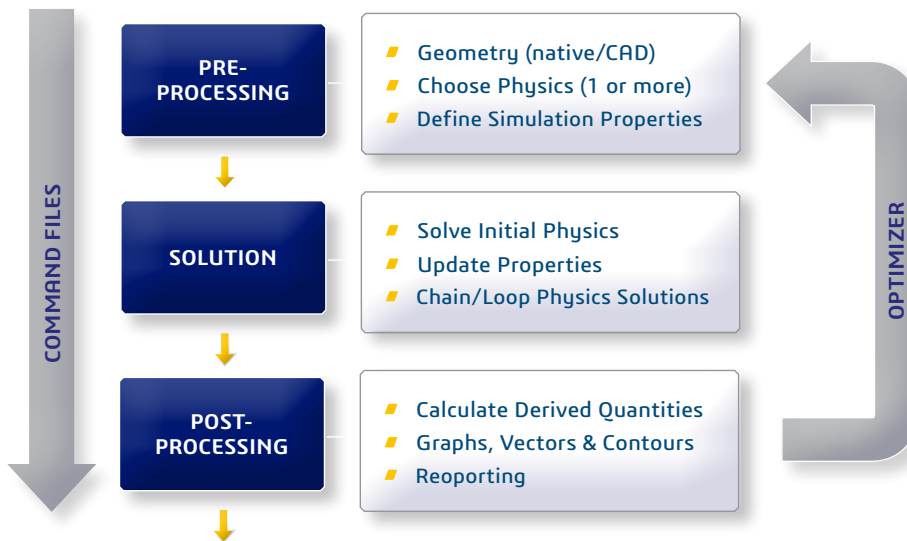 COMMAND FILES
PRE-
PROCESSING
Geometry (native/CAD)
Choose Physics (1 or more)
Define Simulation Properties
SOLUTION
Solve Initial Physics
Update Properties
Chain/Loop Physics Solutions
POST-
PROCESSING
Calculate Derived Quantities
Graphs, Vectors & Contours
Reoporting
OPTIMIZER